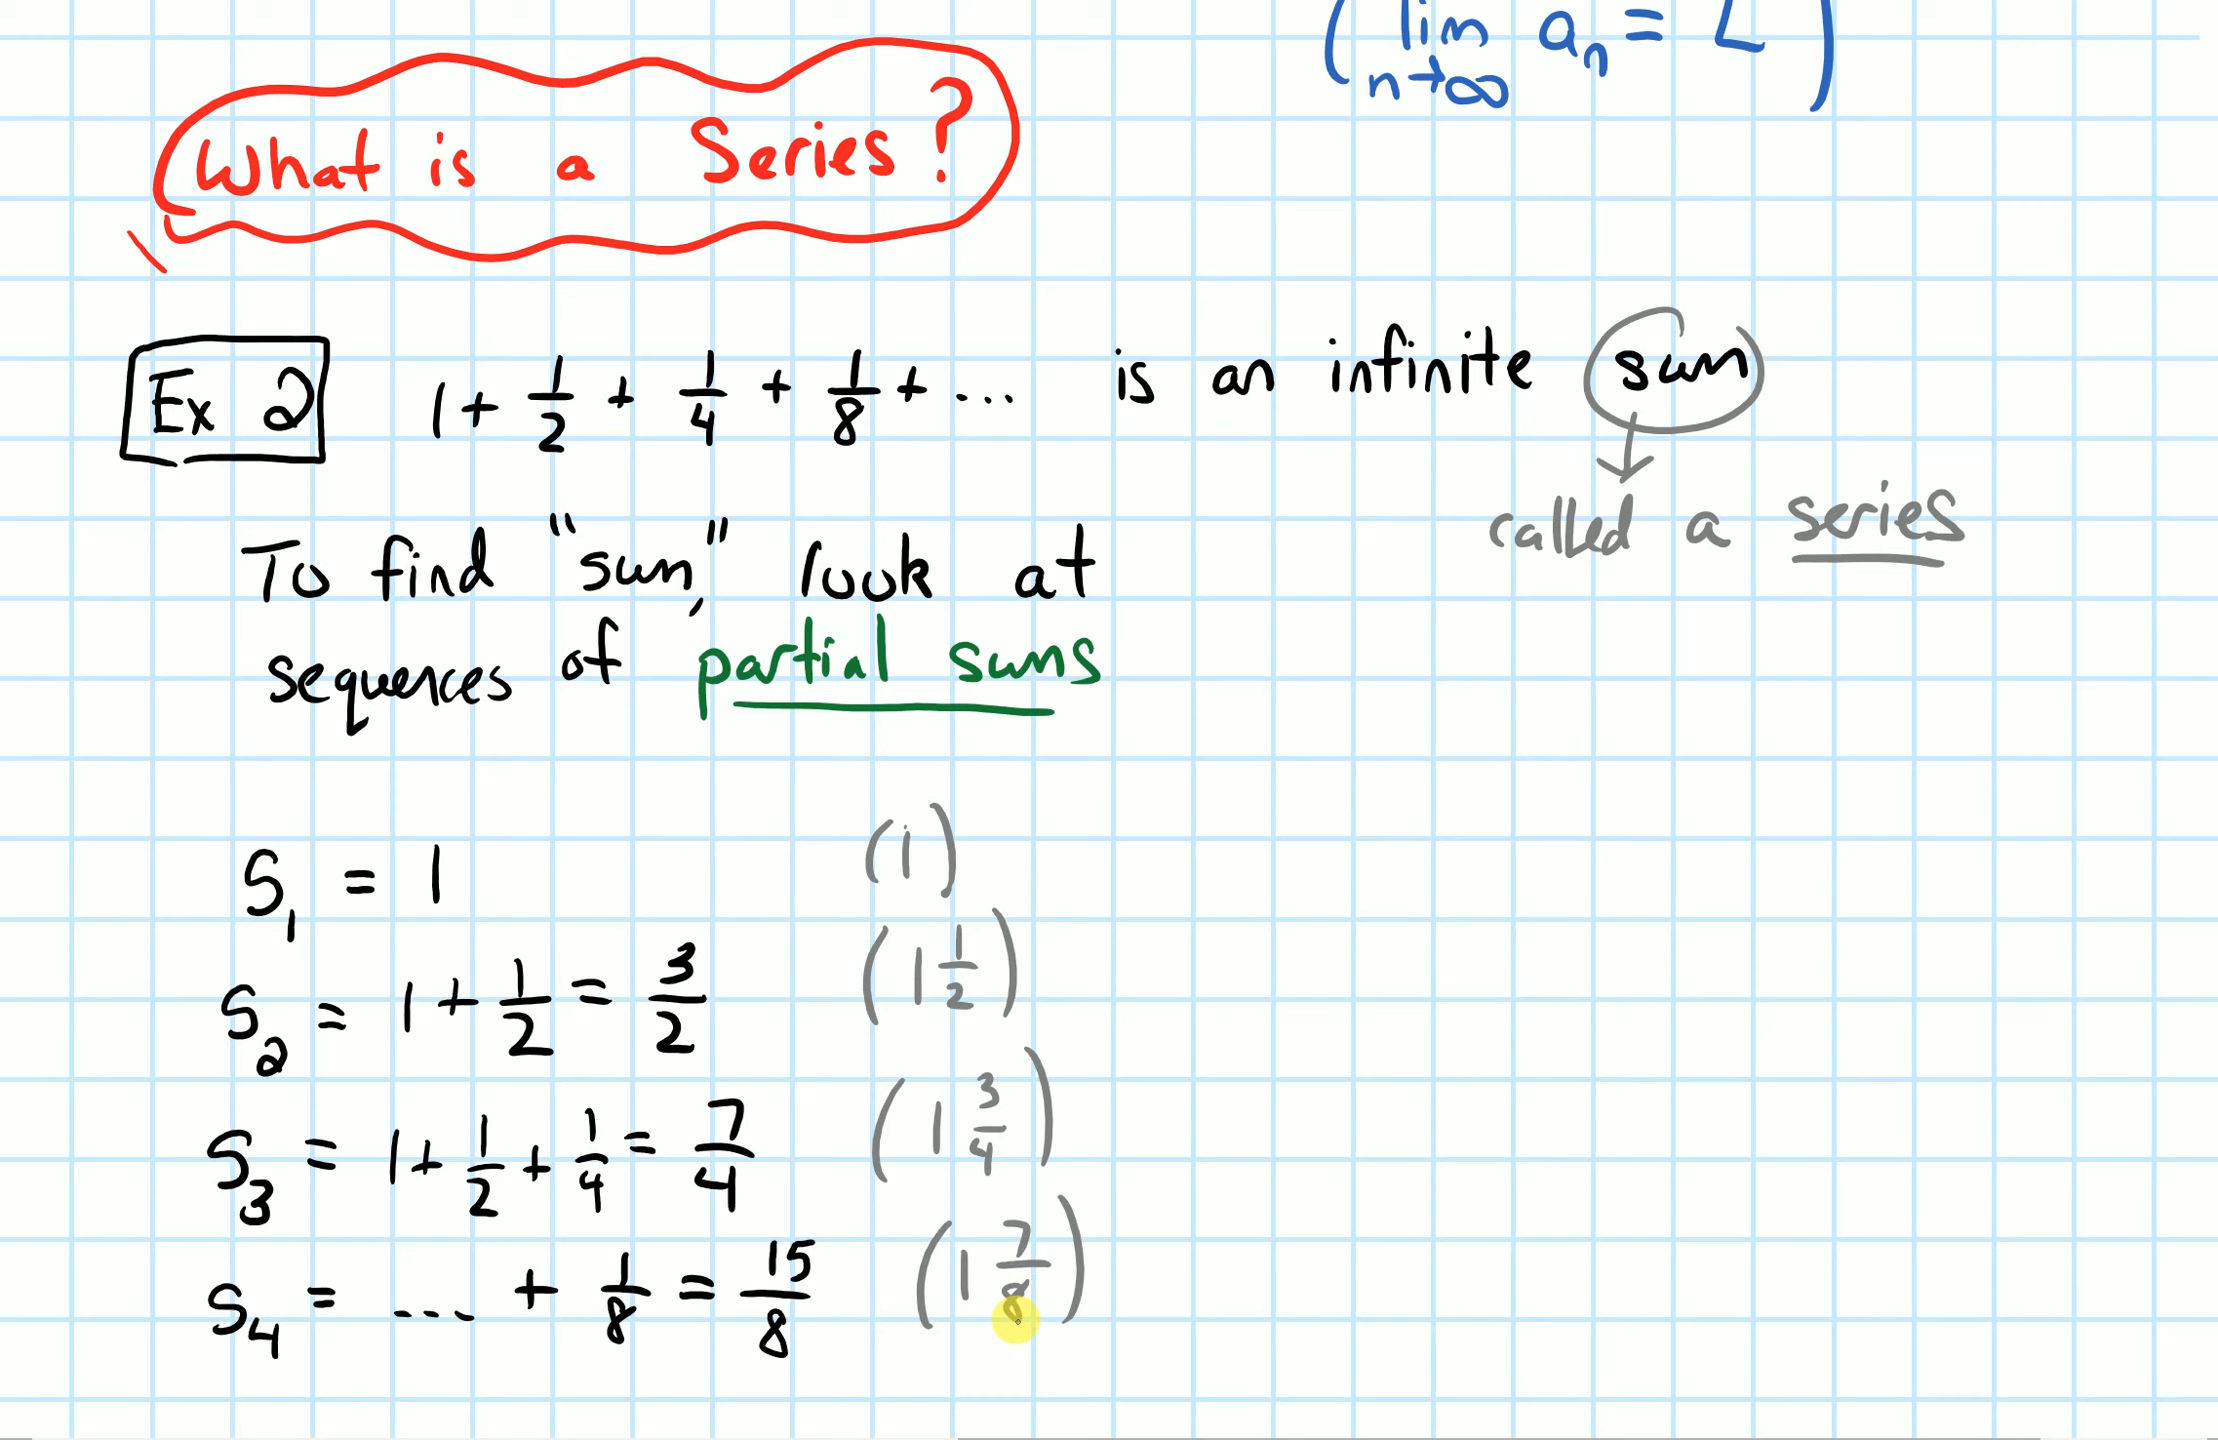 ( lim n→∞ aₙ = L )
What is a Series?
Ex 2 1 + 1/2 + 1/4 + 1/8 + ... is an infinite sum
called a series
To find "sum," look at
sequences of partial sums
S₁ = 1 (1)
S₂ = 1 + 1/2 = 3/2 (1 1/2)
S₃ = 1 + 1/2 + 1/4 = 7/4 (1 3/4)
S₄ = ... + 1/8 = 15/8 (1 7/8)